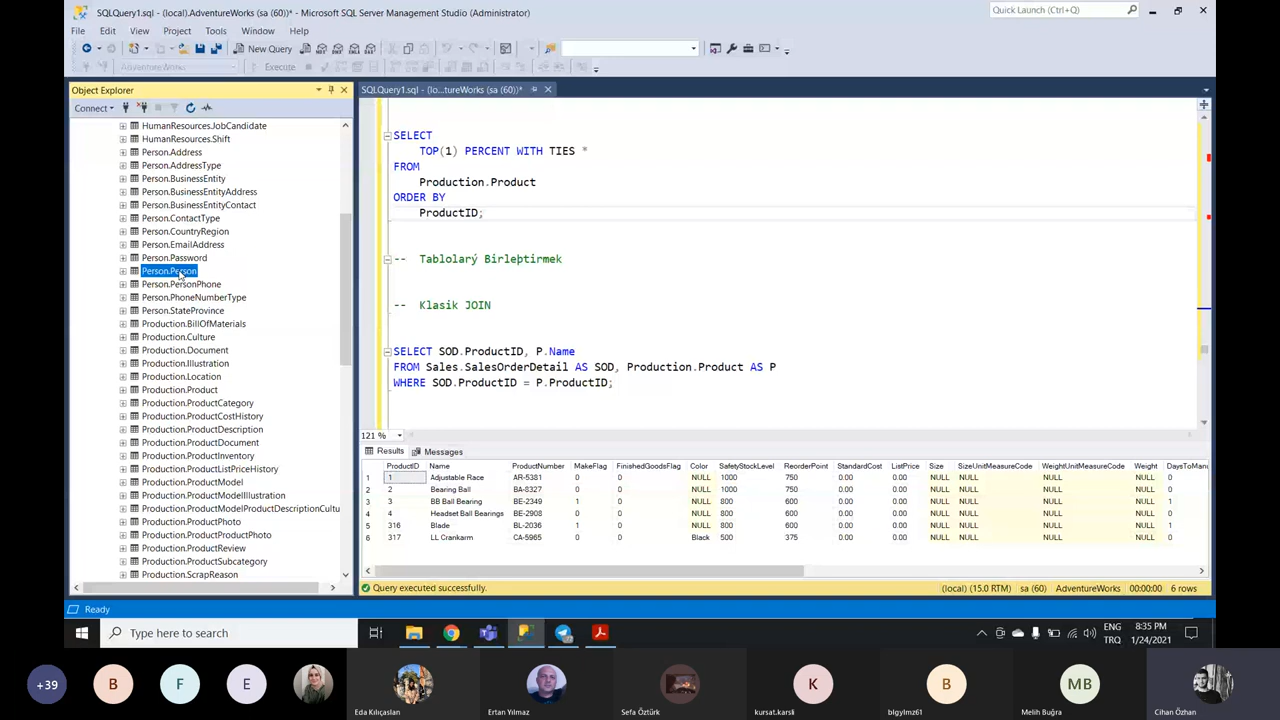 SQLQuery1.sql - (local).AdventureWorks (sa (60))* - Microsoft SQL Server Management Studio (Administrator)
Quick Launch (Ctrl+Q)
File Edit View Project Tools Window Help
New Query
AdventureWorks Execute
Object Explorer
Connect
HumanResources.JobCandidate
HumanResources.Shift
Person.Address
Person.AddressType
Person.BusinessEntity
Person.BusinessEntityAddress
Person.BusinessEntityContact
Person.ContactType
Person.CountryRegion
Person.EmailAddress
Person.Password
Person.Person
Person.PersonPhone
Person.PhoneNumberType
Person.StateProvince
Production.BillOfMaterials
Production.Culture
Production.Document
Production.Illustration
Production.Location
Production.Product
Production.ProductCategory
Production.ProductCostHistory
Production.ProductDescription
Production.ProductDocument
Production.ProductInventory
Production.ProductListPriceHistory
Production.ProductModel
Production.ProductModelIllustration
Production.ProductModelProductDescriptionCultu
Production.ProductPhoto
Production.ProductProductPhoto
Production.ProductReview
Production.ProductSubcategory
Production.ScrapReason
SQLQuery1.sql - (lo...tureWorks (sa (60))*
SELECT
TOP(1) PERCENT WITH TIES *
FROM
Production.Product
ORDER BY
ProductID;
-- Tablolarý Birleþtirmek
-- Klasik JOIN
SELECT SOD.ProductID, P.Name
FROM Sales.SalesOrderDetail AS SOD, Production.Product AS P
WHERE SOD.ProductID = P.ProductID;
121 %
Results Messages
ProductID Name ProductNumber MakeFlag FinishedGoodsFlag Color SafetyStockLevel ReorderPoint StandardCost ListPrice Size SizeUnitMeasureCode WeightUnitMeasureCode Weight DaysToMan
1 1 Adjustable Race AR-5381 0 0 NULL 1000 750 0.00 0.00 NULL NULL NULL NULL 0
2 2 Bearing Ball BA-8327 0 0 NULL 1000 750 0.00 0.00 NULL NULL NULL NULL 0
3 3 BB Ball Bearing BE-2349 1 0 NULL 800 600 0.00 0.00 NULL NULL NULL NULL 1
4 4 Headset Ball Bearings BE-2908 0 0 NULL 800 600 0.00 0.00 NULL NULL NULL NULL 0
5 316 Blade BL-2036 1 0 NULL 800 600 0.00 0.00 NULL NULL NULL NULL 1
6 317 LL Crankarm CA-5965 0 0 Black 500 375 0.00 0.00 NULL NULL NULL NULL 0
Query executed successfully. (local) (15.0 RTM) sa (60) AdventureWorks 00:00:00 6 rows
Ready
Type here to search
ENG
TRQ
8:35 PM
1/24/2021
+39 B F E K B MB
Eda Kılıçaslan Ertan Yılmaz Sefa Öztürk kursat.karsli blgylmz61 Melih Buğra Cihan Özhan